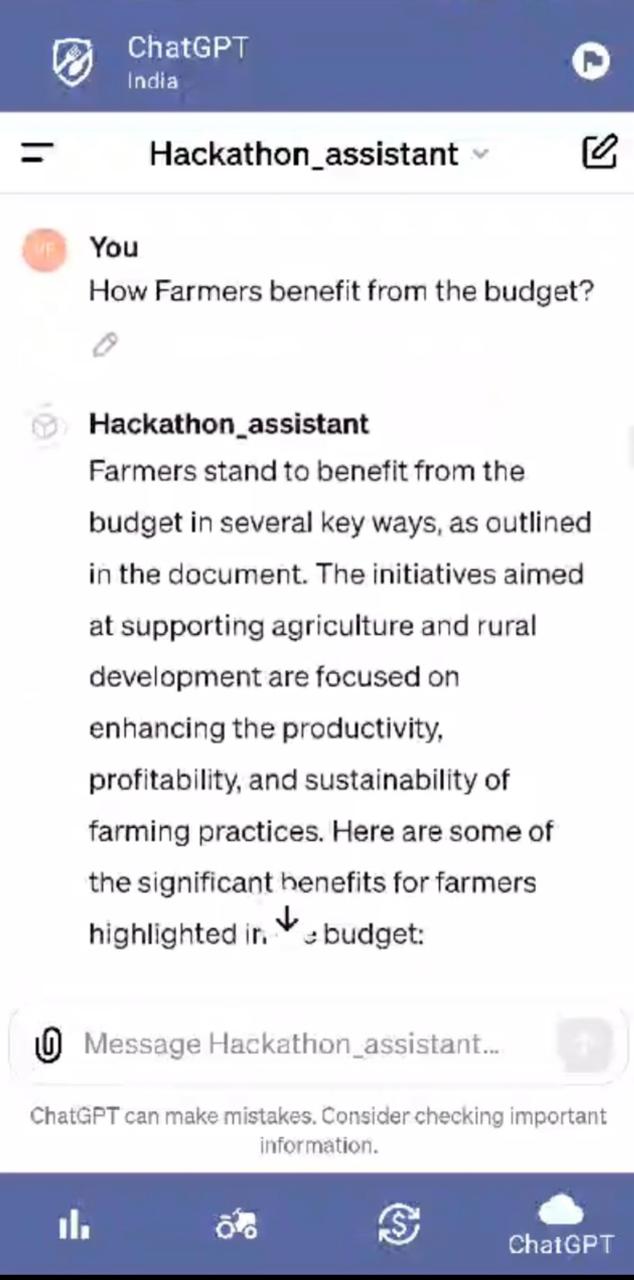 ChatGPT
India
Hackathon_assistant
You
How Farmers benefit from the budget?
Hackathon_assistant
Farmers stand to benefit from the
budget in several key ways, as outlined
in the document. The initiatives aimed
at supporting agriculture and rural
development are focused on
enhancing the productivity,
profitability, and sustainability of
farming practices. Here are some of
the significant benefits for farmers
highlighted in budget:
Message Hackathon_assistant...
ChatGPT can make mistakes. Consider checking important
information.
ChatGPT